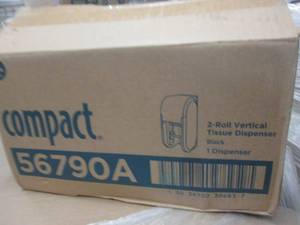 compact®
2-Roll Vertical
Tissue Dispenser
Black
1 Dispenser
56790A